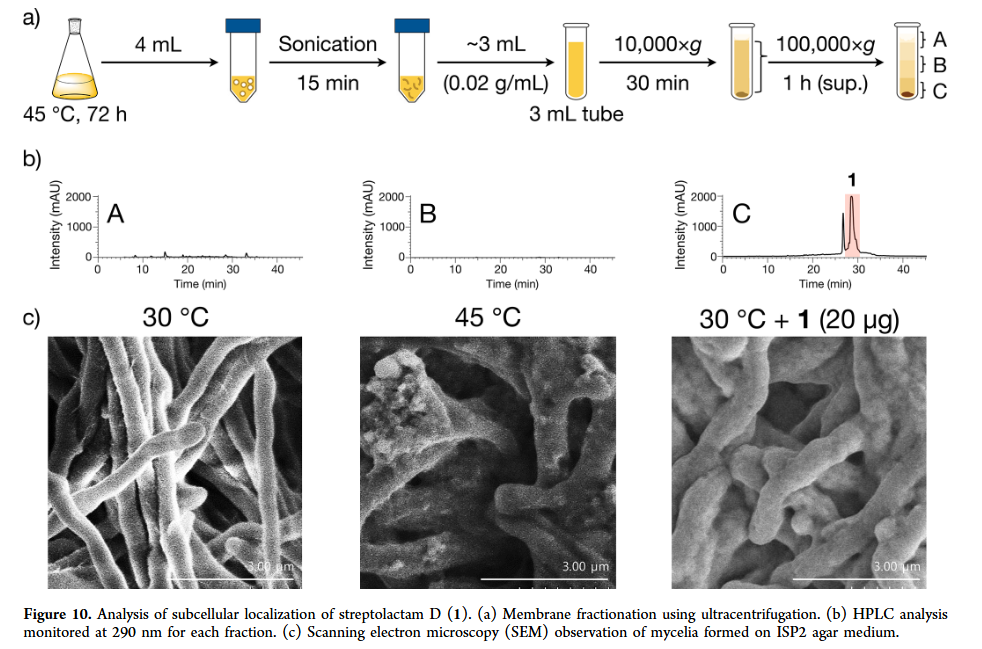 a)
4 mL
Sonication
15 min
~3 mL
(0.02 g/mL)
10,000×g
30 min
100,000×g
1 h (sup.)
A
B
C
45 °C, 72 h
3 mL tube
b)
Intensity (mAU)
2000
1000
0
A
0 10 20 30 40
Time (min)
Intensity (mAU)
2000
1000
0
B
0 10 20 30 40
Time (min)
Intensity (mAU)
2000
1000
0
C
1
0 10 20 30 40
Time (min)
c)
30 °C
45 °C
30 °C + 1 (20 μg)
3.00 μm
3.00 μm
3.00 μm
Figure 10. Analysis of subcellular localization of streptolactam D (1). (a) Membrane fractionation using ultracentrifugation. (b) HPLC analysis
monitored at 290 nm for each fraction. (c) Scanning electron microscopy (SEM) observation of mycelia formed on ISP2 agar medium.